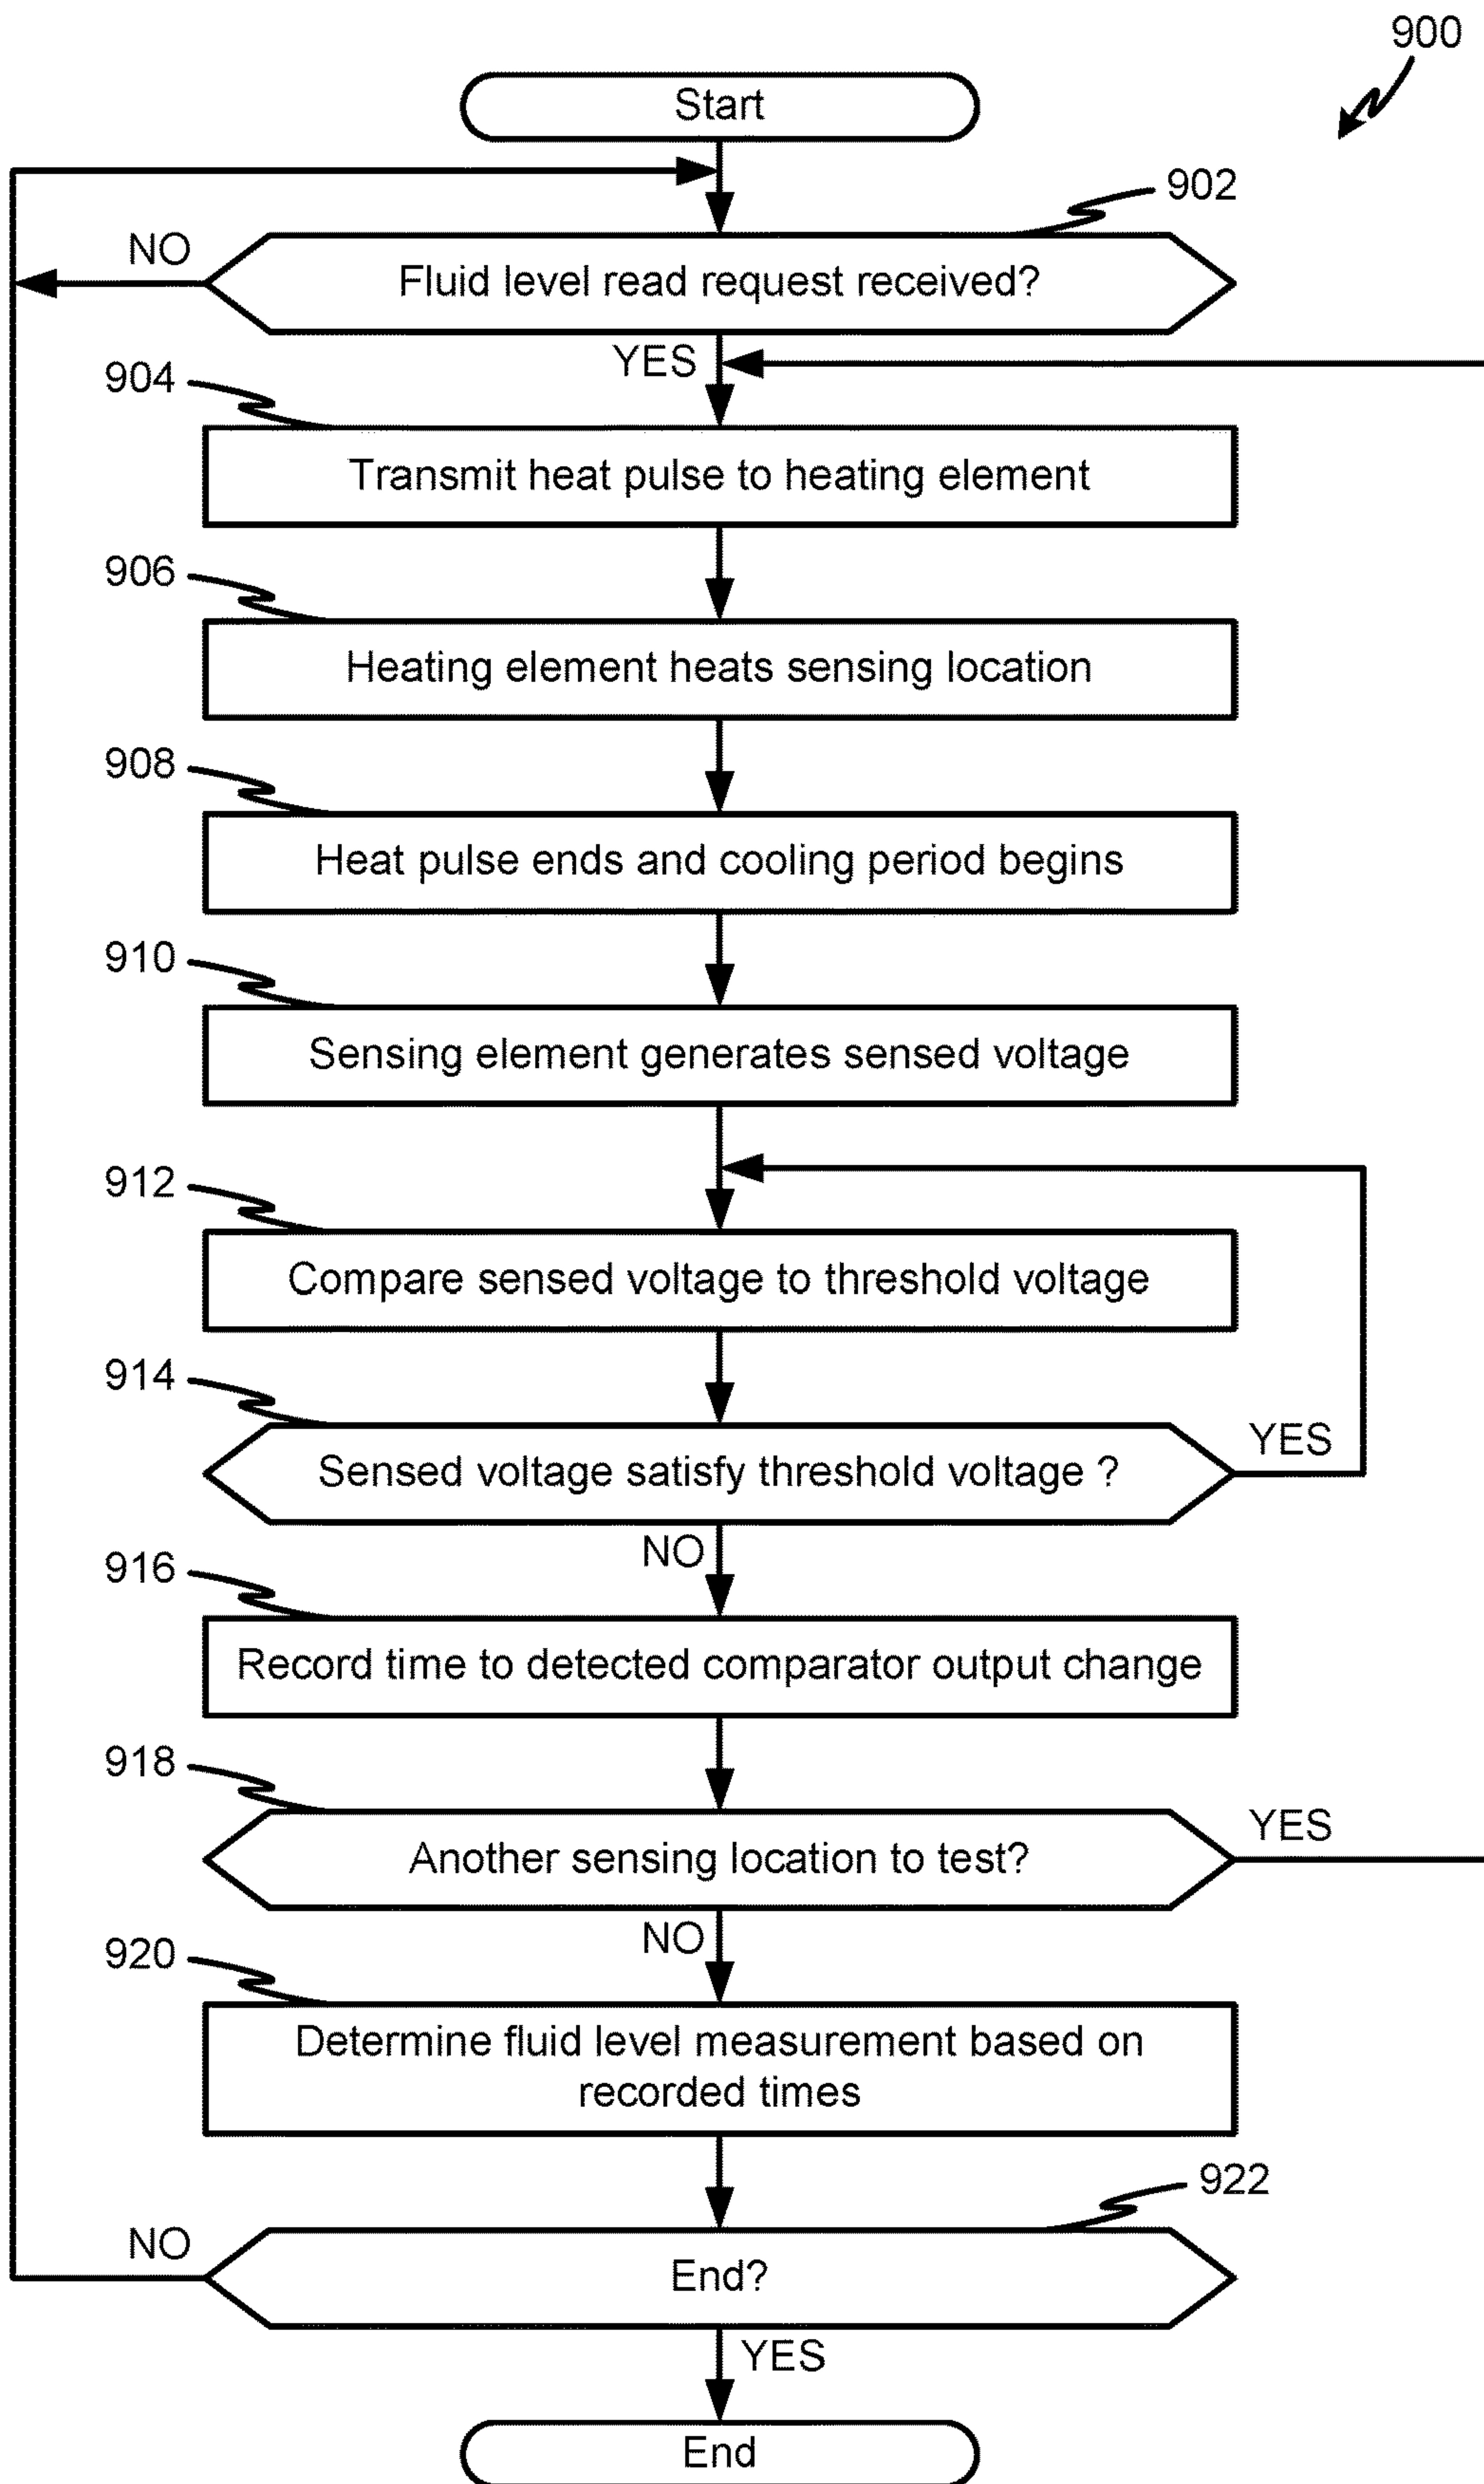 900
Start
902
NO
Fluid level read request received?
YES
904
Transmit heat pulse to heating element
906
Heating element heats sensing location
908
Heat pulse ends and cooling period begins
910
Sensing element generates sensed voltage
912
Compare sensed voltage to threshold voltage
914
Sensed voltage satisfy threshold voltage ?
YES
NO
916
Record time to detected comparator output change
918
Another sensing location to test?
YES
NO
920
Determine fluid level measurement based on
recorded times
922
NO
End?
YES
End